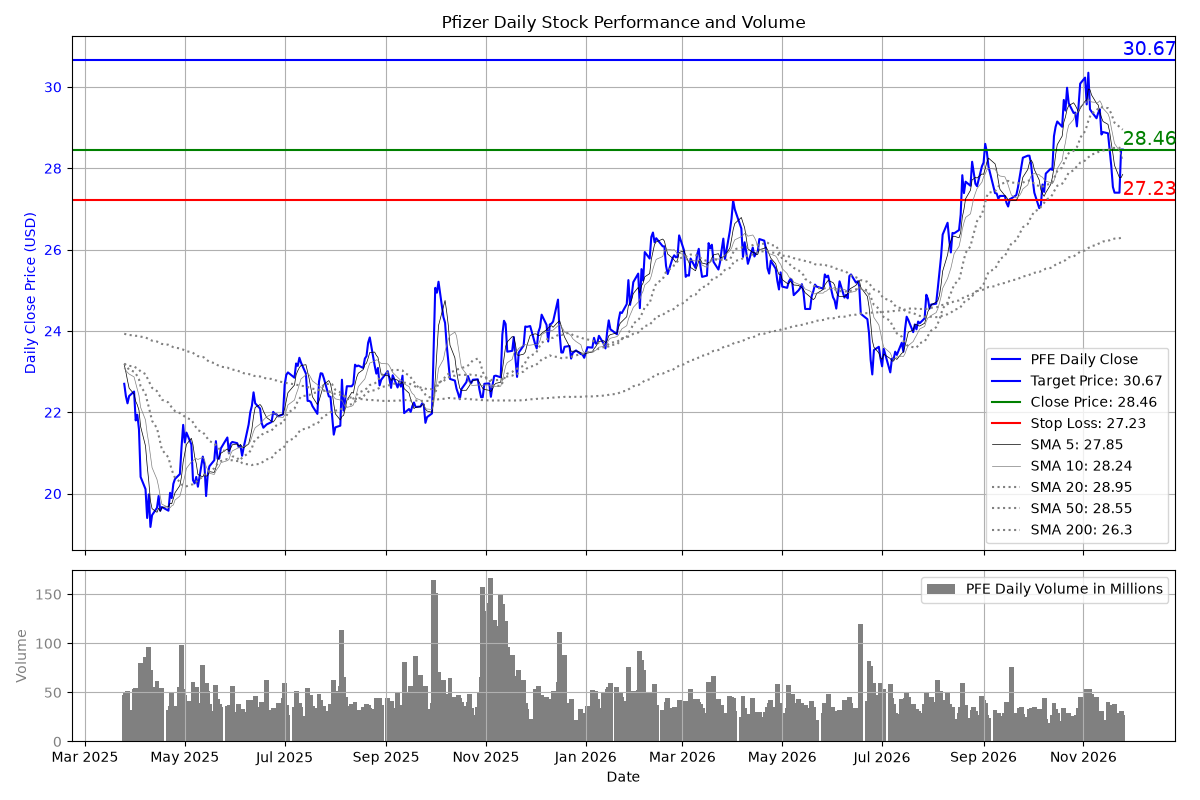 Pfizer Daily Stock Performance and Volume
30.67
30
28.46
28
27.23
26
24
22
20
Daily Close Price (USD)
PFE Daily Close
Target Price: 30.67
Close Price: 28.46
Stop Loss: 27.23
SMA 5: 27.85
SMA 10: 28.24
SMA 20: 28.95
SMA 50: 28.55
SMA 200: 26.3
PFE Daily Volume in Millions
150
100
50
0
Volume
Mar 2025 May 2025 Jul 2025 Sep 2025 Nov 2025 Jan 2026 Mar 2026 May 2026 Jul 2026 Sep 2026 Nov 2026
Date